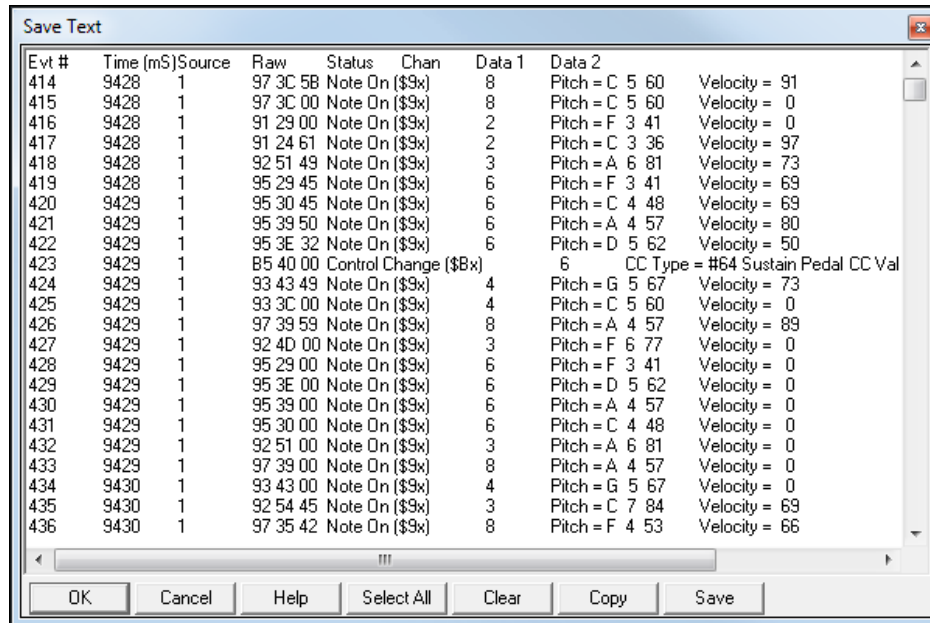 Save Text
Evt # Time (mS)Source Raw Status Chan Data 1 Data 2
414 9428 1 97 3C 5B Note On ($9x) 8 Pitch = C 5 60 Velocity = 91
415 9428 1 97 3C 00 Note On ($9x) 8 Pitch = C 5 60 Velocity = 0
416 9428 1 91 29 00 Note On ($9x) 2 Pitch = F 3 41 Velocity = 0
417 9428 1 91 24 61 Note On ($9x) 2 Pitch = C 3 36 Velocity = 97
418 9428 1 92 51 49 Note On ($9x) 3 Pitch = A 6 81 Velocity = 73
419 9428 1 95 29 45 Note On ($9x) 6 Pitch = F 3 41 Velocity = 69
420 9429 1 95 30 45 Note On ($9x) 6 Pitch = C 4 48 Velocity = 69
421 9429 1 95 39 50 Note On ($9x) 6 Pitch = A 4 57 Velocity = 80
422 9429 1 95 3E 32 Note On ($9x) 6 Pitch = D 5 62 Velocity = 50
423 9429 1 B5 40 00 Control Change ($Bx) 6 CC Type = #64 Sustain Pedal CC Val
424 9429 1 93 43 49 Note On ($9x) 4 Pitch = G 5 67 Velocity = 73
425 9429 1 93 3C 00 Note On ($9x) 4 Pitch = C 5 60 Velocity = 0
426 9429 1 97 39 59 Note On ($9x) 8 Pitch = A 4 57 Velocity = 89
427 9429 1 92 4D 00 Note On ($9x) 3 Pitch = F 6 77 Velocity = 0
428 9429 1 95 29 00 Note On ($9x) 6 Pitch = F 3 41 Velocity = 0
429 9429 1 95 3E 00 Note On ($9x) 6 Pitch = D 5 62 Velocity = 0
430 9429 1 95 39 00 Note On ($9x) 6 Pitch = A 4 57 Velocity = 0
431 9429 1 95 30 00 Note On ($9x) 6 Pitch = C 4 48 Velocity = 0
432 9429 1 92 51 00 Note On ($9x) 3 Pitch = A 6 81 Velocity = 0
433 9429 1 97 39 00 Note On ($9x) 8 Pitch = A 4 57 Velocity = 0
434 9430 1 93 43 00 Note On ($9x) 4 Pitch = G 5 67 Velocity = 0
435 9430 1 92 54 45 Note On ($9x) 3 Pitch = C 7 84 Velocity = 69
436 9430 1 97 35 42 Note On ($9x) 8 Pitch = F 4 53 Velocity = 66
OK Cancel Help Select All Clear Copy Save